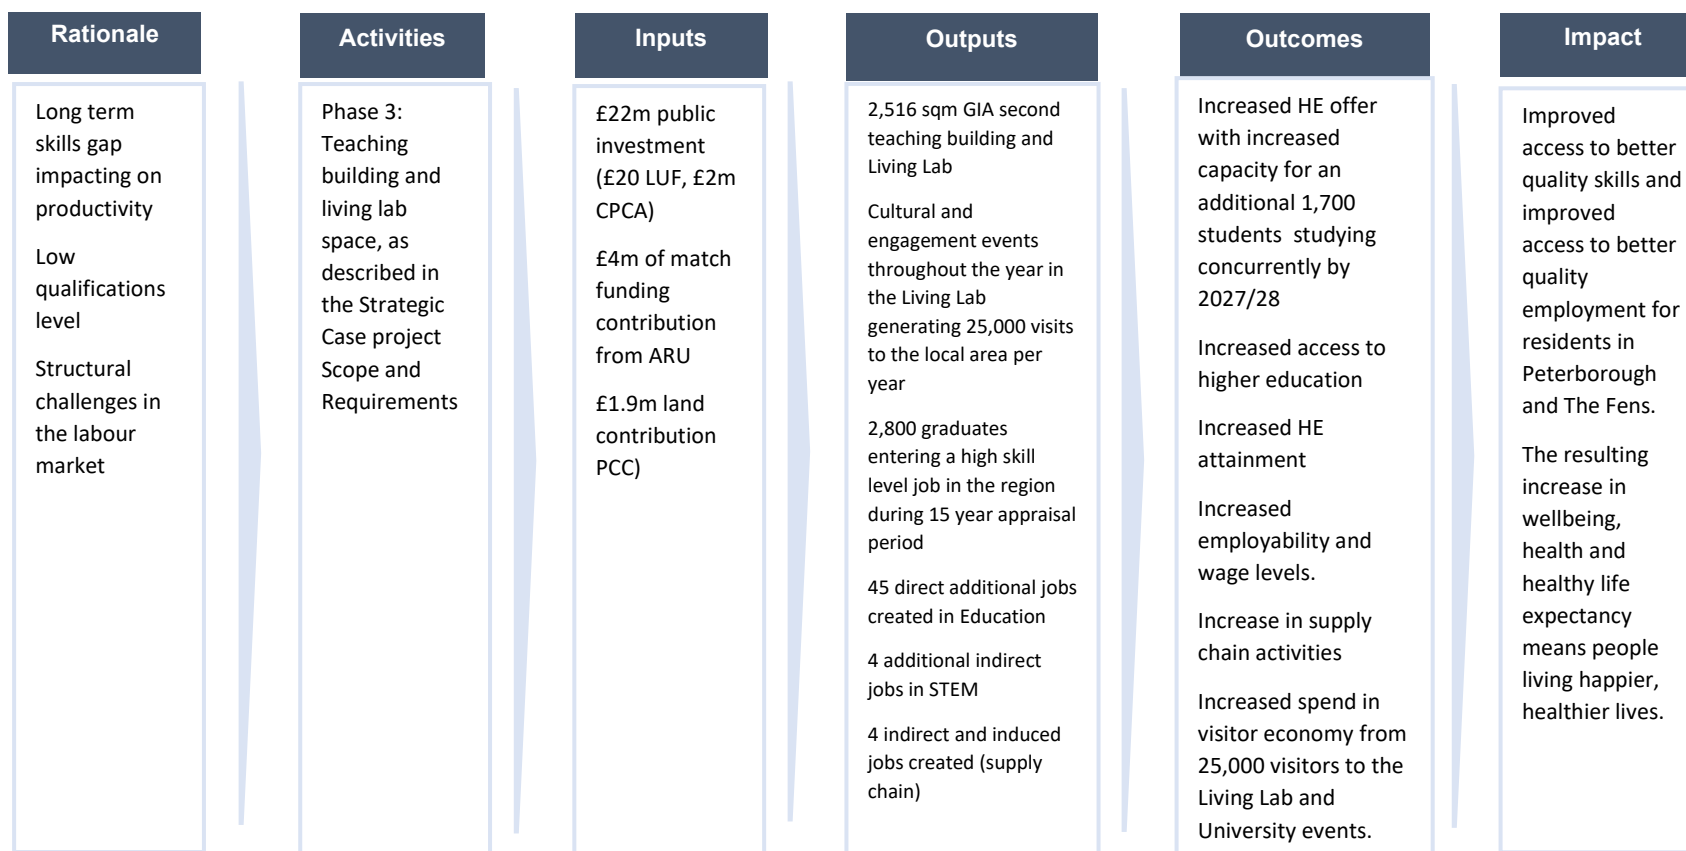 Rationale
Long term
skills gap
impacting on
productivity
Low
qualifications
level
Structural
challenges in
the labour
market
Activities
Phase 3:
Teaching
building and
living lab
space, as
described in
the Strategic
Case project
Scope and
Requirements
Inputs
£22m public
investment
(£20 LUF, £2m
CPCA)
£4m of match
funding
contribution
from ARU
£1.9m land
contribution
PCC)
Outputs
2,516 sqm GIA second
teaching building and
Living Lab
Cultural and
engagement events
throughout the year in
the Living Lab
generating 25,000 visits
to the local area per
year
2,800 graduates
entering a high skill
level job in the region
during 15 year appraisal
period
45 direct additional jobs
created in Education
4 additional indirect
jobs in STEM
4 indirect and induced
jobs created (supply
chain)
Outcomes
Increased HE offer
with increased
capacity for an
additional 1,700
students studying
concurrently by
2027/28
Increased access to
higher education
Increased HE
attainment
Increased
employability and
wage levels.
Increase in supply
chain activities
Increased spend in
visitor economy from
25,000 visitors to the
Living Lab and
University events.
Impact
Improved
access to better
quality skills and
improved
access to better
quality
employment for
residents in
Peterborough
and The Fens.
The resulting
increase in
wellbeing,
health and
healthy life
expectancy
means people
living happier,
healthier lives.